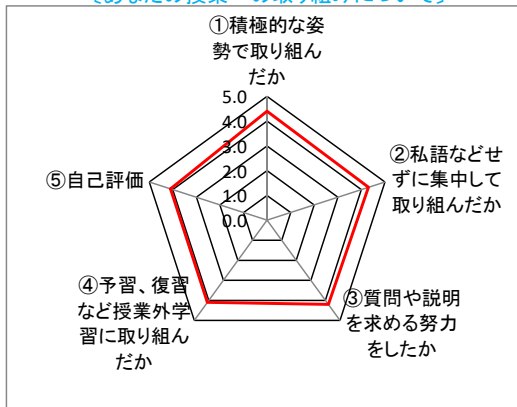 ①積極的な姿
勢で取り組ん
だか
5.0
4.0
3.0
2.0
1.0
0.0
②私語などせ
ずに集中して
取り組んだか
③質問や説明
を求める努力
をしたか
④予習、復習
など授業外学
習に取り組ん
だか
⑤自己評価